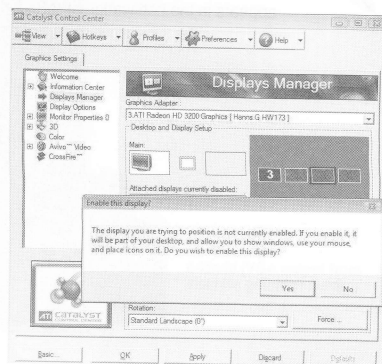 ATI Catalyst Control Center
View Hotkeys Profiles Preferences Help
Graphics Settings
Welcome
Information Center
Displays Manager
Display Options
Monitor Properties 0
3D
Color
Avivo™ Video
CrossFire™
Displays Manager
Graphics Adapter
3.ATI Radeon HD 3200 Graphics [ Hanns.G HW173 ]
Desktop and Display Setup
Main:
3
Attached displays currently disabled:
Enable this display?
The display you are trying to position is not currently enabled. If you enable it, it
will be part of your desktop, and allow you to show windows, use your mouse,
and place icons on it. Do you wish to enable this display?
Yes No
ATI CATALYST
CONTROL CENTER
Rotation:
Standard Landscape (0°)
Force ...
Basic... OK Apply Discard Defaults